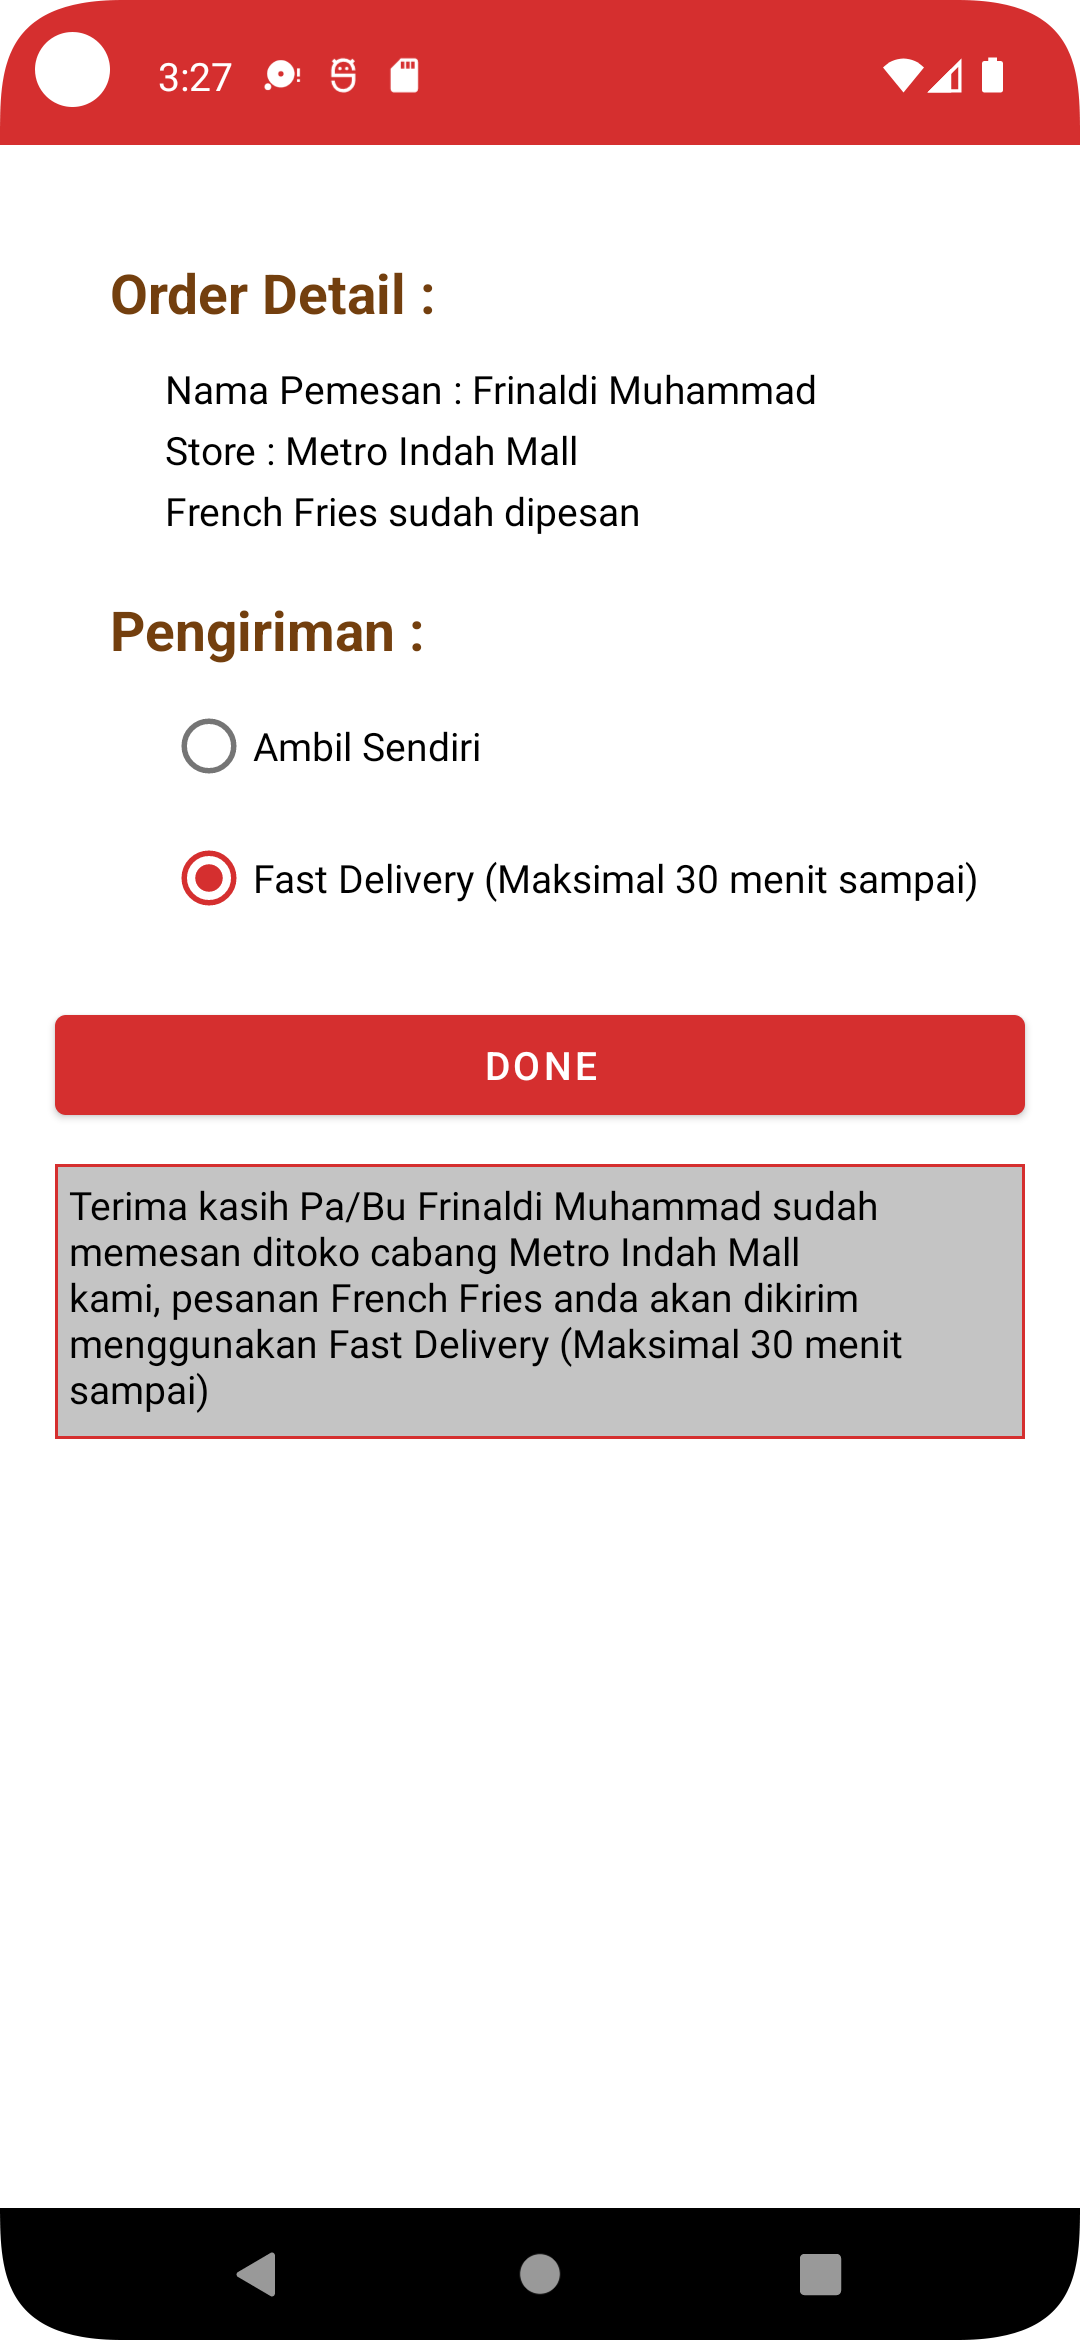 3:27
Order Detail :
Nama Pemesan : Frinaldi Muhammad
Store : Metro Indah Mall
French Fries sudah dipesan
Pengiriman :
Ambil Sendiri
Fast Delivery (Maksimal 30 menit sampai)
DONE
Terima kasih Pa/Bu Frinaldi Muhammad sudah
memesan ditoko cabang Metro Indah Mall
kami, pesanan French Fries anda akan dikirim
menggunakan Fast Delivery (Maksimal 30 menit
sampai)